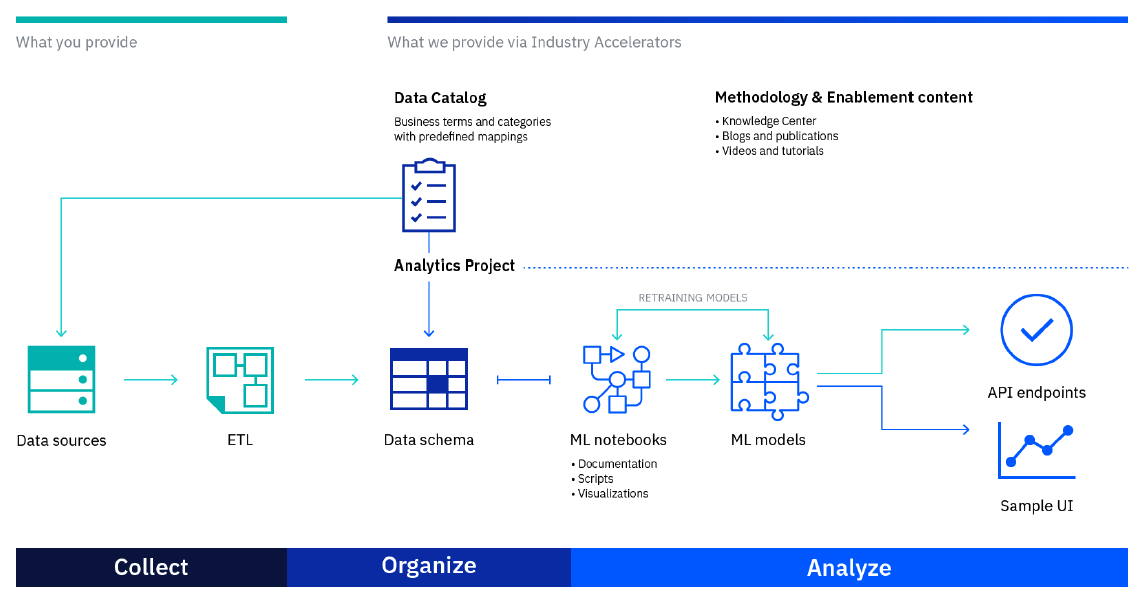 What you provide
What we provide via Industry Accelerators
Data Catalog
Business terms and categories
with predefined mappings
Methodology & Enablement content
• Knowledge Center
• Blogs and publications
• Videos and tutorials
Analytics Project
RETRAINING MODELS
Data sources
ETL
Data schema
ML notebooks
• Documentation
• Scripts
• Visualizations
ML models
API endpoints
Sample UI
Collect
Organize
Analyze